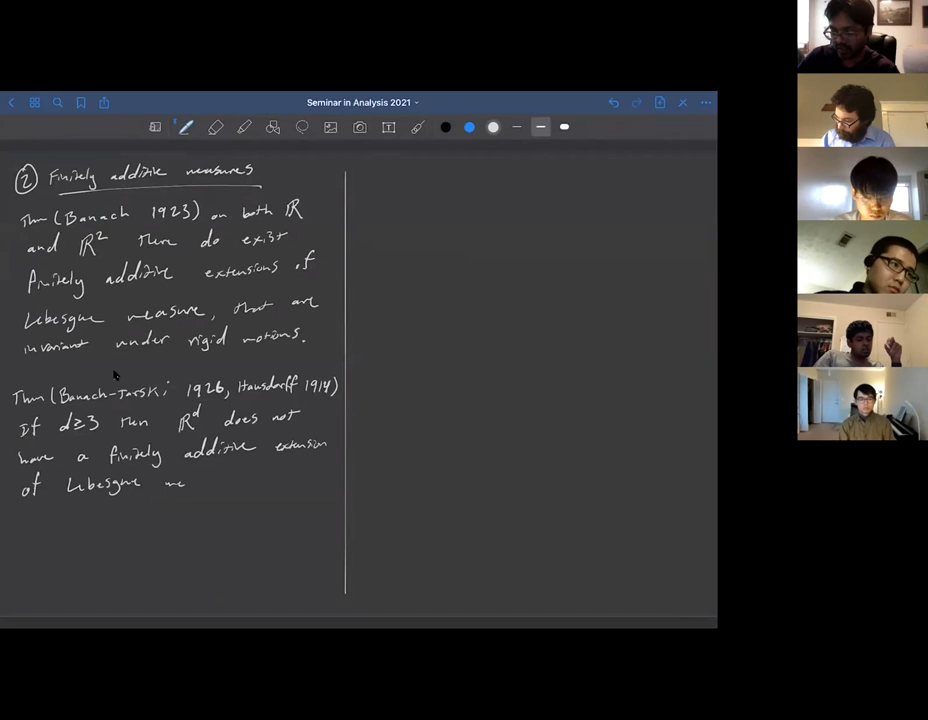 Seminar in Analysis 2021
② Finitely additive measures
Thm (Banach 1923) on both ℝ
and ℝ² there do exist
finitely additive extensions of
Lebesgue measure, that are
invariant under rigid motions.
Thm (Banach-Tarski 1926, Hausdorff 1914)
If d≥3 then ℝᵈ does not
have a finitely additive extension
of Lebesgue me